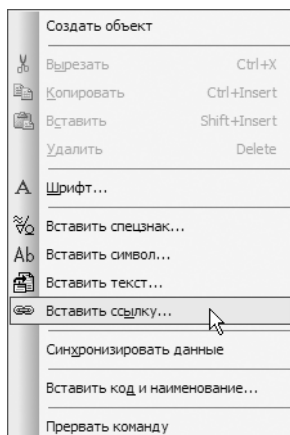 Создать объект
Вырезать Ctrl+X
Копировать Ctrl+Insert
Вставить Shift+Insert
Удалить Delete
A Шрифт...
Вставить спецзнак...
Ab Вставить символ...
Вставить текст...
Вставить ссылку...
Синхронизировать данные
Вставить код и наименование...
Прервать команду